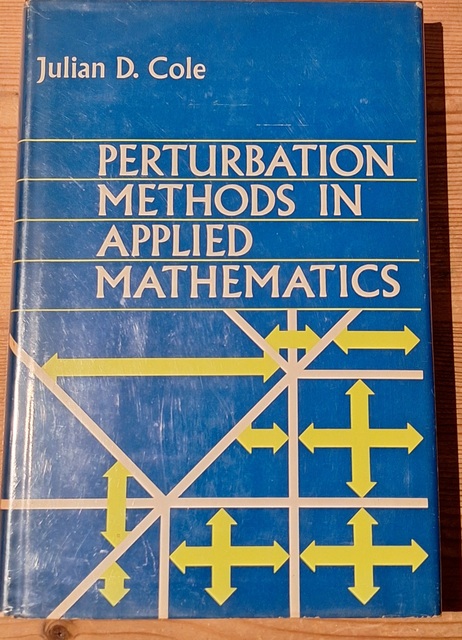 Julian D. Cole
PERTURBATION
METHODS IN
APPLIED
MATHEMATICS